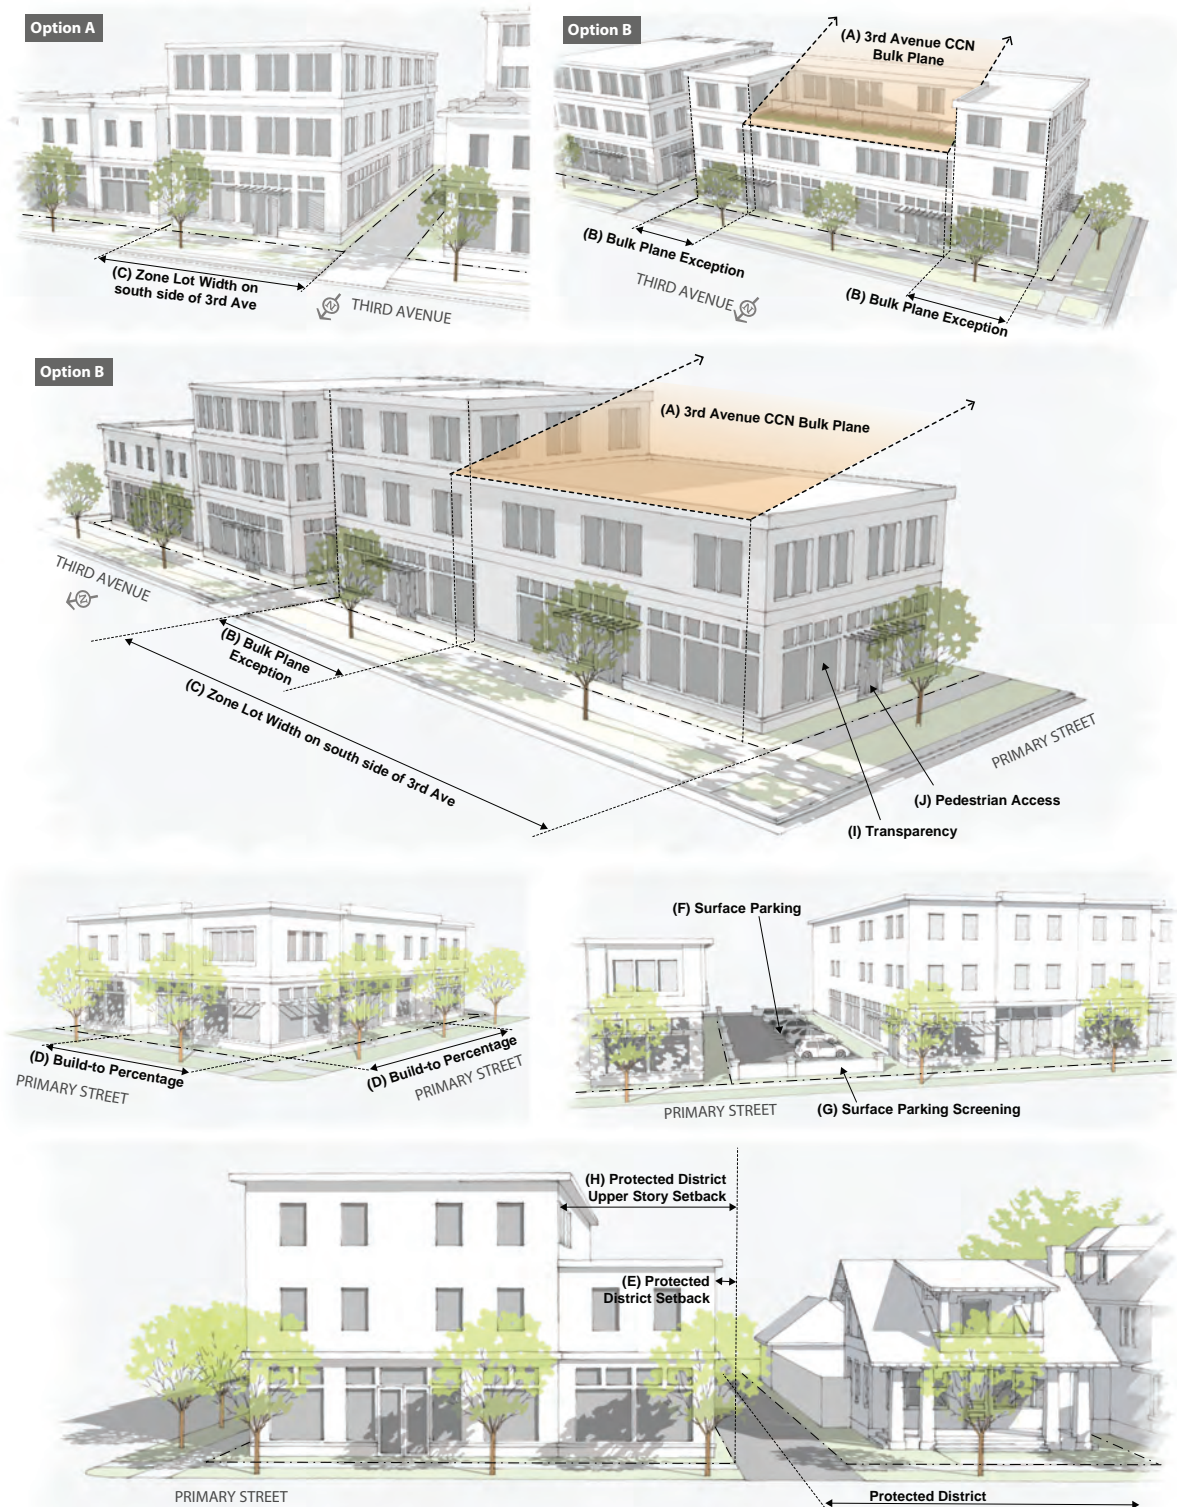 Option A
(C) Zone Lot Width on
south side of 3rd Ave
N
THIRD AVENUE
Option B
(A) 3rd Avenue CCN
Bulk Plane
(B) Bulk Plane Exception
THIRD AVENUE
N
(B) Bulk Plane Exception
Option B
(A) 3rd Avenue CCN Bulk Plane
THIRD AVENUE
N
(B) Bulk Plane
Exception
(C) Zone Lot Width on south side of 3rd Ave
PRIMARY STREET
(J) Pedestrian Access
(I) Transparency
(D) Build-to Percentage
PRIMARY STREET
(D) Build-to Percentage
PRIMARY STREET
(F) Surface Parking
PRIMARY STREET
(G) Surface Parking Screening
(H) Protected District
Upper Story Setback
(E) Protected
District Setback
PRIMARY STREET
Protected District